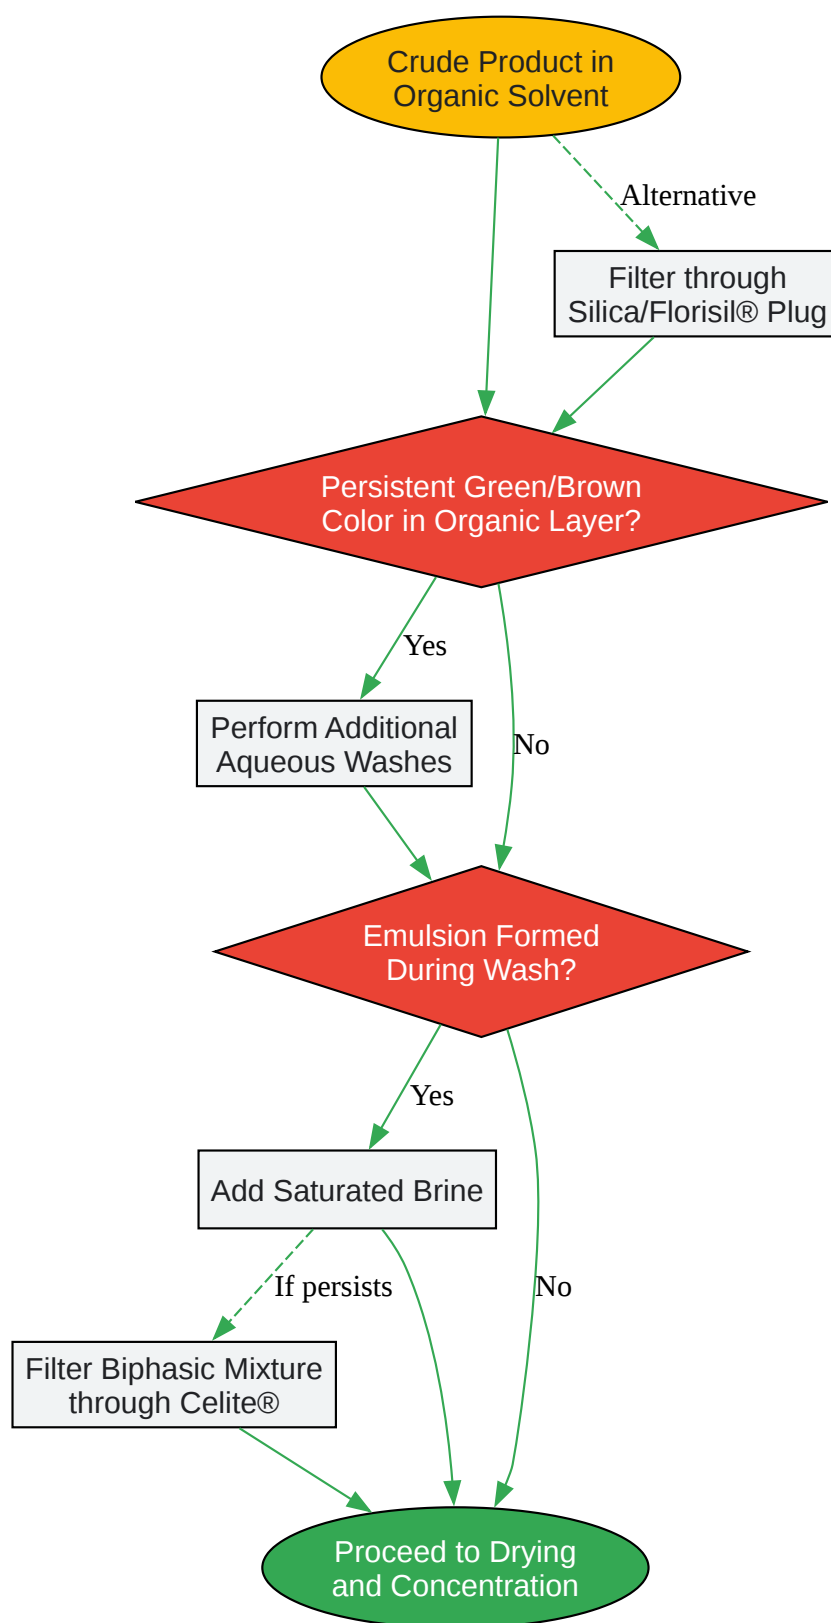 Crude Product in
Organic Solvent
Alternative
Filter through
Silica/Florisil® Plug
Persistent Green/Brown
Color in Organic Layer?
Yes
Perform Additional
Aqueous Washes
No
Emulsion Formed
During Wash?
Yes
Add Saturated Brine
If persists
No
Filter Biphasic Mixture
through Celite®
Proceed to Drying
and Concentration